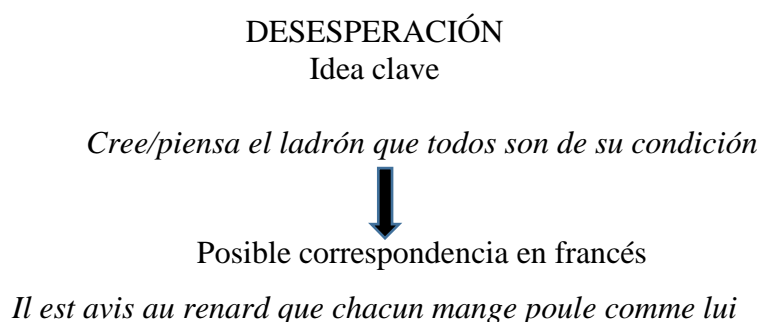 DESESPERACIÓN
Idea clave
Cree/piensa el ladrón que todos son de su condición
Posible correspondencia en francés
Il est avis au renard que chacun mange poule comme lui